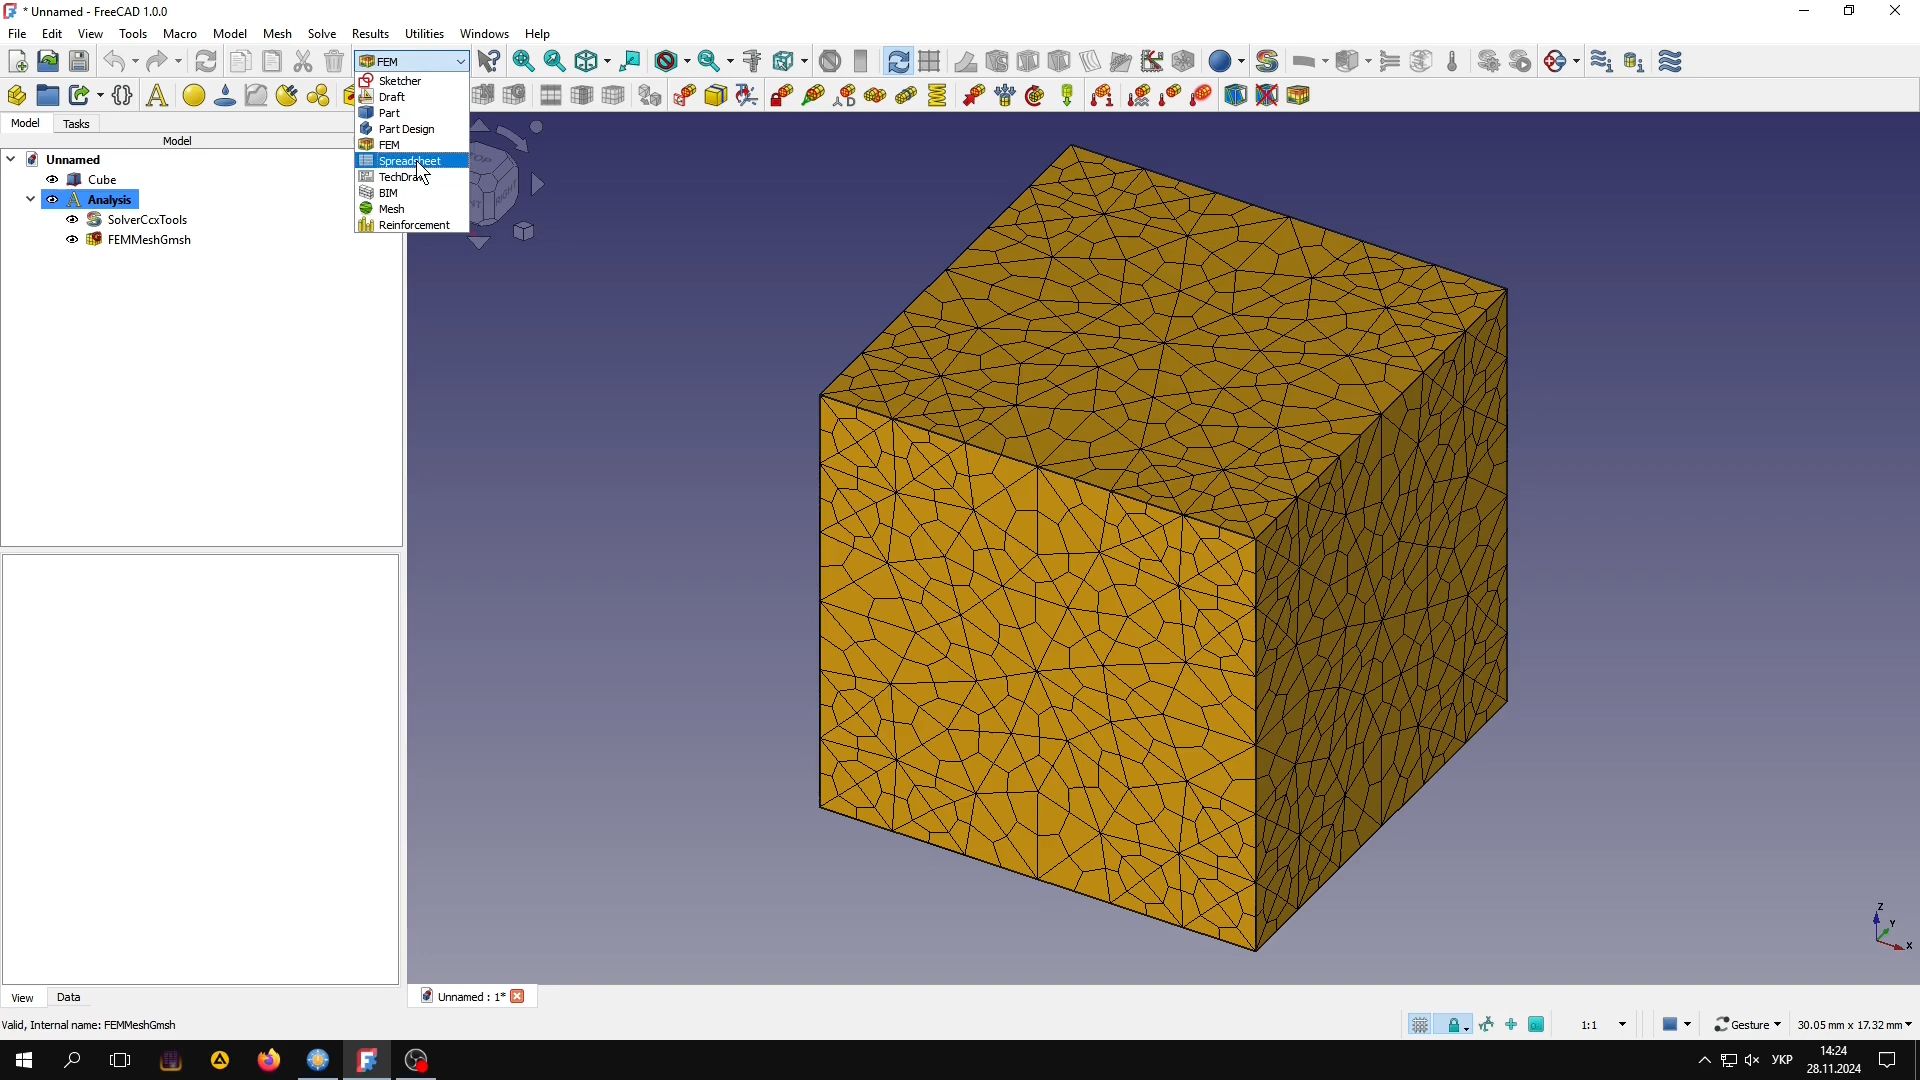 * Unnamed - FreeCAD 1.0.0
File Edit View Tools Macro Model Mesh Solve Results Utilities Windows Help
FEM
Sketcher
Draft
Part
Part Design
FEM
Spreadsheet
TechDraw
BIM
Mesh
Reinforcement
Model Tasks
Model
Unnamed
Cube
Analysis
SolverCcxTools
FEMMeshGmsh
TOP
RIGHT
Z
Y
X
View Data
Unnamed : 1*
Valid, Internal name: FEMMeshGmsh
1:1
Gesture
30.05 mm x 17.32 mm
УКР
14:24
28.11.2024